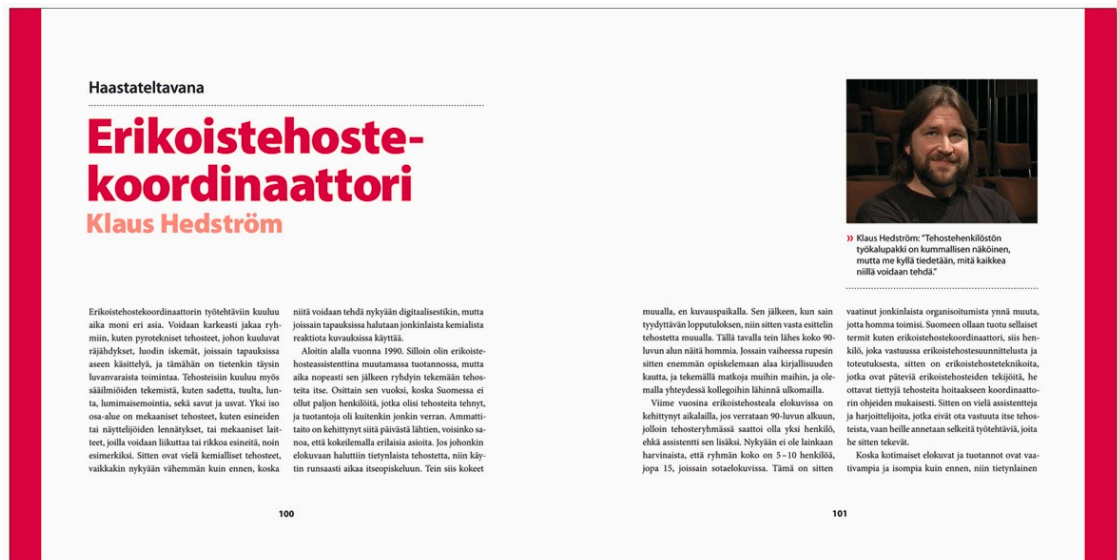 Haastateltavana
Erikoistehoste-
koordinaattori
Klaus Hedström
Erikoistehostekoordinaattorin työtehtäviin kuuluu
aika moni eri asia. Voidaan karkeasti jakaa ryh-
miin, kuten pyrotekniset tehosteet, johon kuuluvat
räjähdykset, luodin iskemät, joissain tapauksissa
aseen käsittelyä, ja tämähän on tietenkin täysin
luvanvaraista toimintaa. Tehosteisiin kuuluu myös
sääilmiöiden tekemistä, kuten sadetta, tuulta, lun-
ta, lumimaisemointia, sekä savut ja usvat. Yksi iso
osa-alue on mekaaniset tehosteet, kuten esineiden
tai näyttelijöiden lennätykset, tai mekaaniset lait-
teet, joilla voidaan liikuttaa tai rikkoa esineitä, noin
esimerkiksi. Sitten ovat vielä kemialliset tehosteet,
vaikkakin nykyään vähemmän kuin ennen, koska
niitä voidaan tehdä nykyään digitaalisestikin, mutta
joissain tapauksissa halutaan jonkinlaista kemialista
reaktiota kuvauksissa käyttää.
Aloitin alalla vuonna 1990. Silloin olin erikoiste-
hosteassistenttina muutamassa tuotannossa, mutta
aika nopeasti sen jälkeen ryhdyin tekemään tehos-
teita itse. Osittain sen vuoksi, koska Suomessa ei
ollut paljon henkilöitä, jotka olisi tehosteita tehnyt,
ja tuotantoja oli kuitenkin jonkin verran. Ammatti-
taito on kehittynyt siitä päivästä lähtien, voisinko sa-
noa, että kokeilemalla erilaisia asioita. Jos johonkin
elokuvaan haluttiin tietynlaista tehostetta, niin käy-
tin runsaasti aikaa itseopiskeluun. Tein siis kokeet
100
» Klaus Hedström: "Tehostehenkilöstön
työkalupakki on kummallisen näköinen,
mutta me kyllä tiedetään, mitä kaikkea
niillä voidaan tehdä."
muualla, en kuvauspaikalla. Sen jälkeen, kun sain
tyydyttävän lopputuloksen, niin sitten vasta esittelin
tehostetta muualla. Tällä tavalla tein lähes koko 90-
luvun alun näitä hommia. Jossain vaiheessa rupesin
sitten enemmän opiskelemaan alaa kirjallisuuden
kautta, ja tekemällä matkoja muihin maihin, ja ole-
malla yhteydessä kollegoihin lähinnä ulkomailla.
Viime vuosina erikoistehosteala elokuvissa on
kehittynyt aikalailla, jos verrataan 90-luvun alkuun,
jolloin tehosteryhmässä saattoi olla yksi henkilö,
ehkä assistentti sen lisäksi. Nykyään ei ole lainkaan
harvinaista, että ryhmän koko on 5–10 henkilöä,
jopa 15, joissain sotaelokuvissa. Tämä on sitten
vaatinut jonkinlaista organisoitumista ynnä muuta,
jotta homma toimisi. Suomeen ollaan tuotu sellaiset
termit kuten erikoistehostekoordinaattori, siis hen-
kilö, joka vastuussa erikoistehostesuunnittelusta ja
toteutuksesta, sitten on erikoistehosteteknikoita,
jotka ovat päteviä erikoistehosteiden tekijöitä, he
ottavat tiettyjä tehosteita hoitaakseen koordinaatto-
rin ohjeiden mukaisesti. Sitten on vielä assistentteja
ja harjoittelijoita, jotka eivät ota vastuuta itse tehos-
teista, vaan heille annetaan selkeitä työtehtäviä, joita
he sitten tekevät.
Koska kotimaiset elokuvat ja tuotannot ovat vaa-
tivampia ja isompia kuin ennen, niin tietynlainen
101